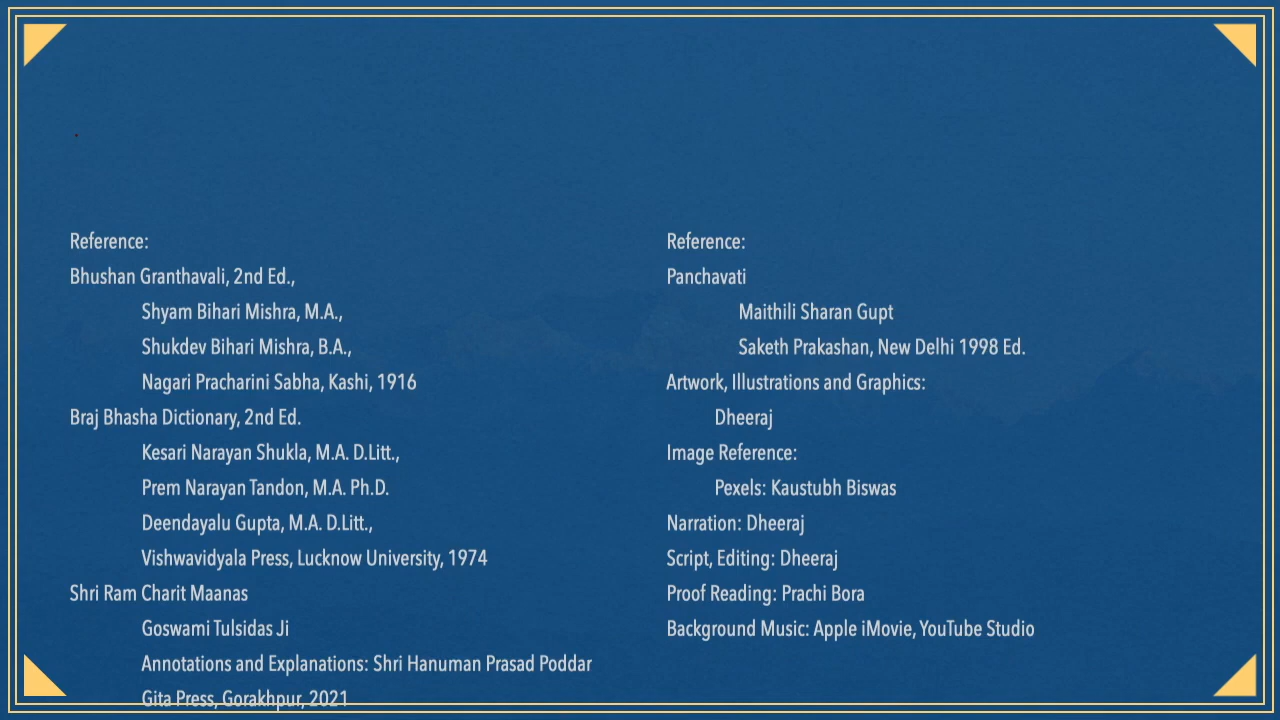 Reference:
Bhushan Granthavali, 2nd Ed.,
Shyam Bihari Mishra, M.A.,
Shukdev Bihari Mishra, B.A.,
Nagari Pracharini Sabha, Kashi, 1916
Braj Bhasha Dictionary, 2nd Ed.
Kesari Narayan Shukla, M.A. D.Litt.,
Prem Narayan Tandon, M.A. Ph.D.
Deendayalu Gupta, M.A. D.Litt.,
Vishwavidyala Press, Lucknow University, 1974
Shri Ram Charit Maanas
Goswami Tulsidas Ji
Annotations and Explanations: Shri Hanuman Prasad Poddar
Gita Press, Gorakhpur, 2021
Reference:
Panchavati
Maithili Sharan Gupt
Saketh Prakashan, New Delhi 1998 Ed.
Artwork, Illustrations and Graphics:
Dheeraj
Image Reference:
Pexels: Kaustubh Biswas
Narration: Dheeraj
Script, Editing: Dheeraj
Proof Reading: Prachi Bora
Background Music: Apple iMovie, YouTube Studio